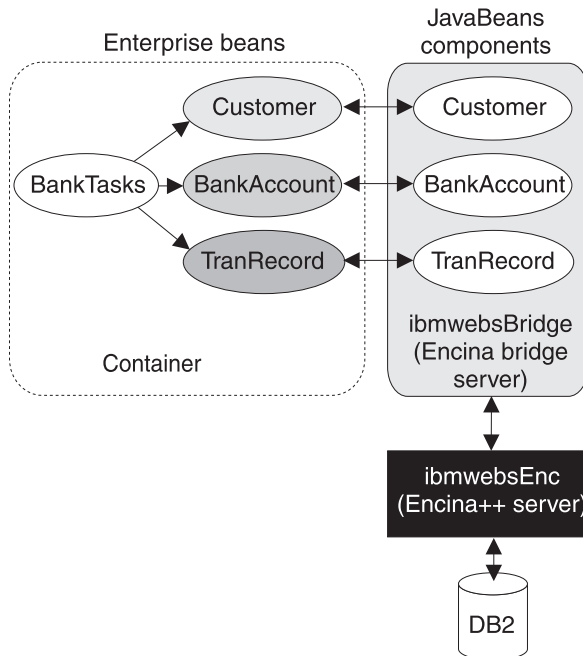 Enterprise beans
JavaBeans
components
Customer
BankTasks
BankAccount
TranRecord
Container
Customer
BankAccount
TranRecord
ibmwebsBridge
(Encina bridge
server)
ibmwebsEnc
(Encina++ server)
DB2